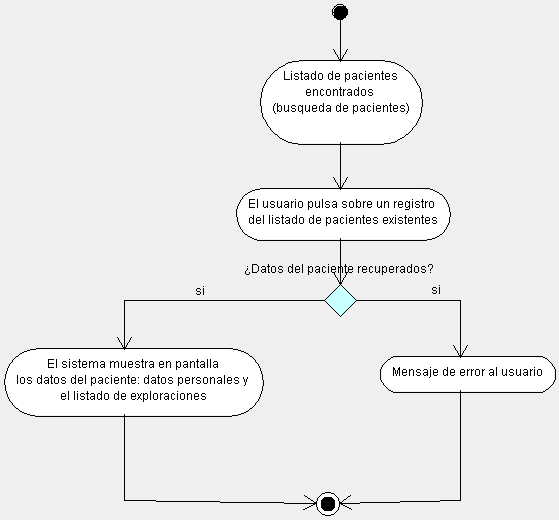 Listado de pacientes
encontrados
(busqueda de pacientes)
El usuario pulsa sobre un registro
del listado de pacientes existentes
¿Datos del paciente recuperados?
si
si
El sistema muestra en pantalla
los datos del paciente: datos personales y
el listado de exploraciones
Mensaje de error al usuario